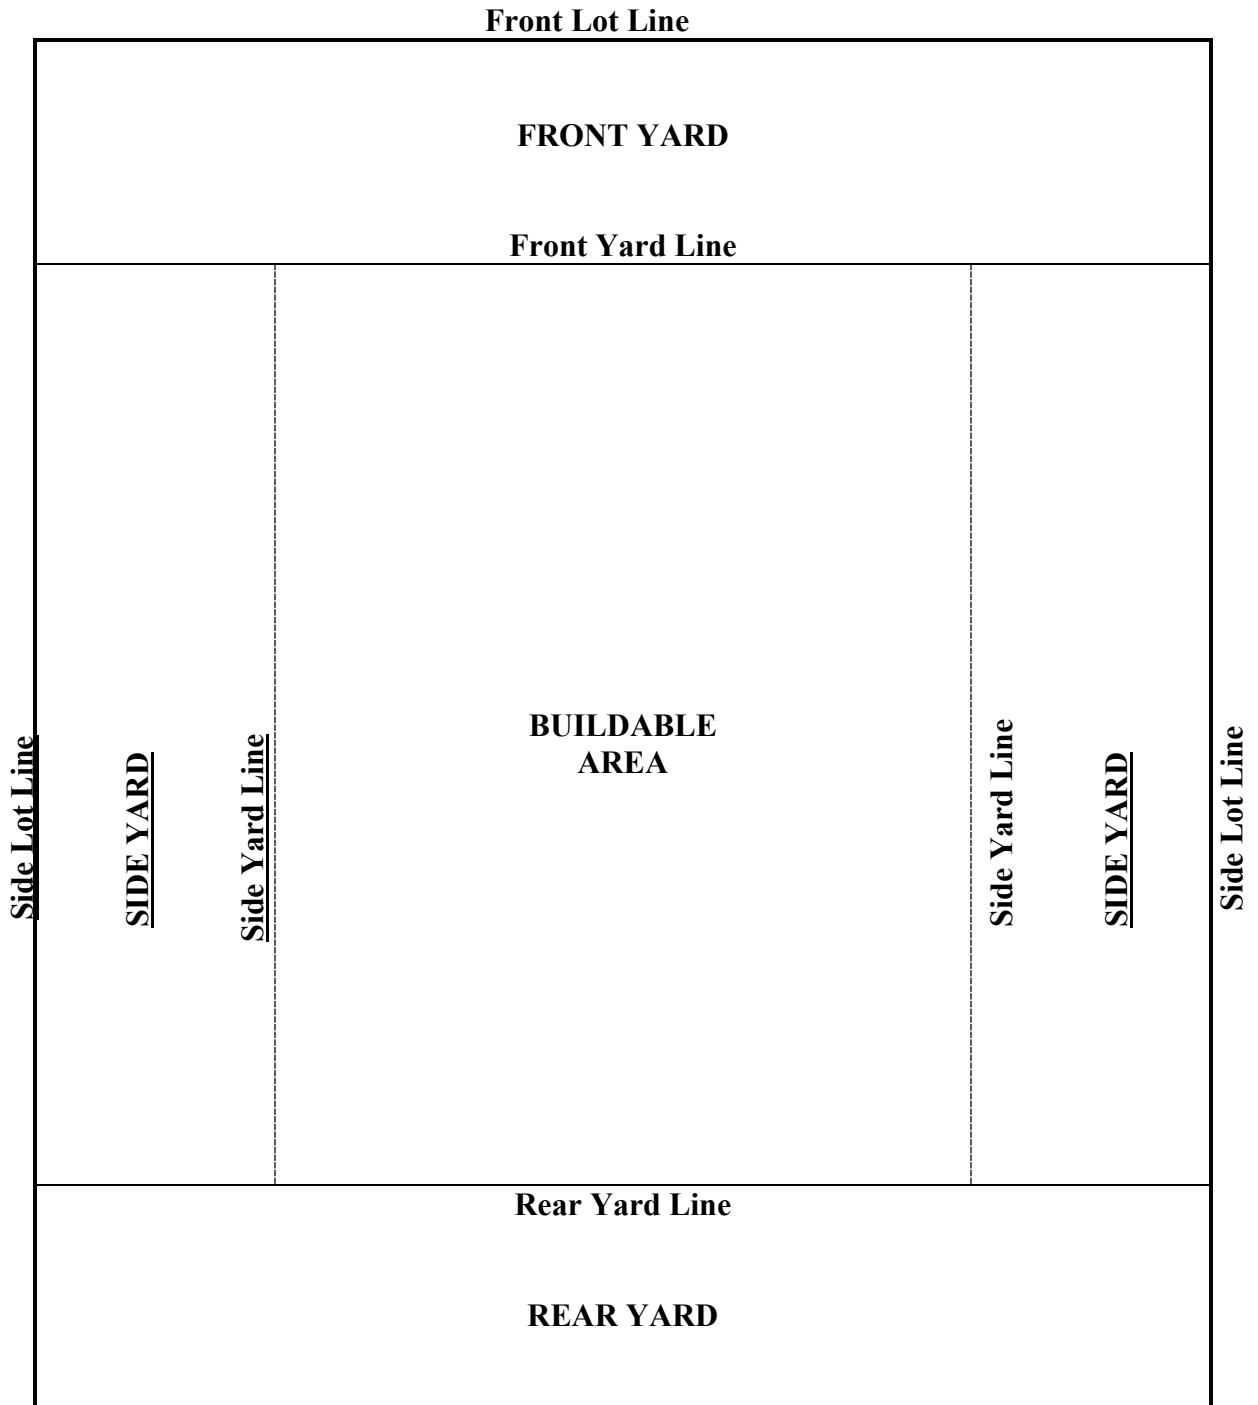 Front Lot Line
FRONT YARD
Front Yard Line
Side Lot Line
SIDE YARD
Side Yard Line
BUILDABLE
AREA
Side Yard Line
SIDE YARD
Side Lot Line
Rear Yard Line
REAR YARD